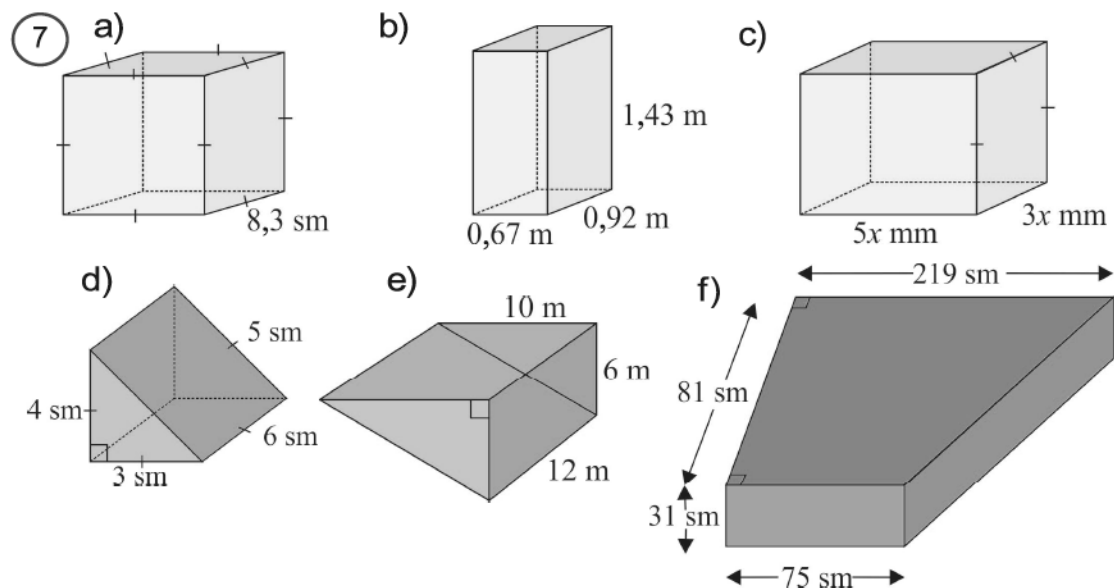 7
a)
8,3 sm
b)
1,43 m
0,92 m
0,67 m
c)
3x mm
5x mm
d)
5 sm
4 sm
6 sm
3 sm
e)
10 m
6 m
12 m
f)
219 sm
81 sm
31 sm
75 sm